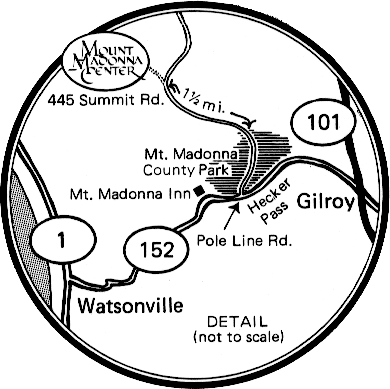 MOUNT
MADONNA
CENTER
445 Summit Rd.
1½ mi.
101
Mt. Madonna
County Park
Mt. Madonna Inn
Hecker
Pass
Gilroy
1
152
Pole Line Rd.
Watsonville
DETAIL
(not to scale)